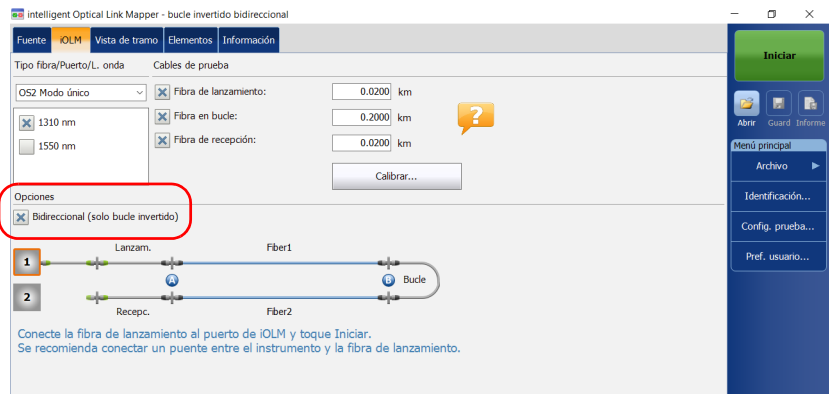 intelligent Optical Link Mapper - bucle invertido bidireccional
Fuente iOLM Vista de tramo Elementos Información
Tipo fibra/Puerto/L. onda Cables de prueba
OS2 Modo único
Fibra de lanzamiento: 0.0200 km
1310 nm
Fibra en bucle: 0.2000 km
1550 nm
Fibra de recepción: 0.0200 km
?
Calibrar...
Opciones
Bidireccional (solo bucle invertido)
Lanzam. Fiber1
1
A B Bucle
2
Recepc. Fiber2
Conecte la fibra de lanzamiento al puerto de iOLM y toque Iniciar.
Se recomienda conectar un puente entre el instrumento y la fibra de lanzamiento.
Iniciar
Abrir Guard Informe
Menú principal
Archivo
Identificación...
Config. prueba...
Pref. usuario...